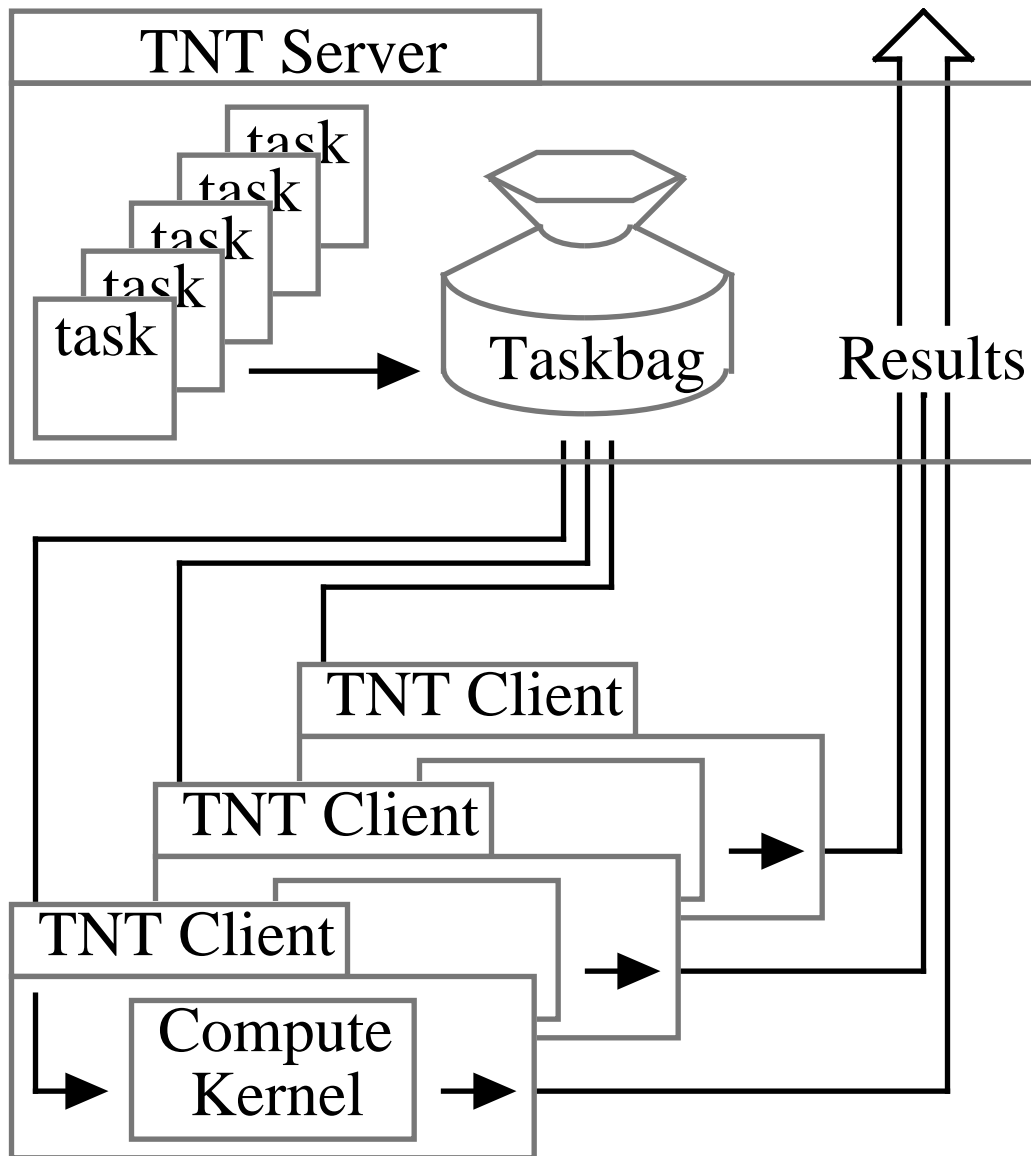 TNT Server
task
task
task
task
task
Taskbag
Results
TNT Client
TNT Client
TNT Client
Compute
Kernel